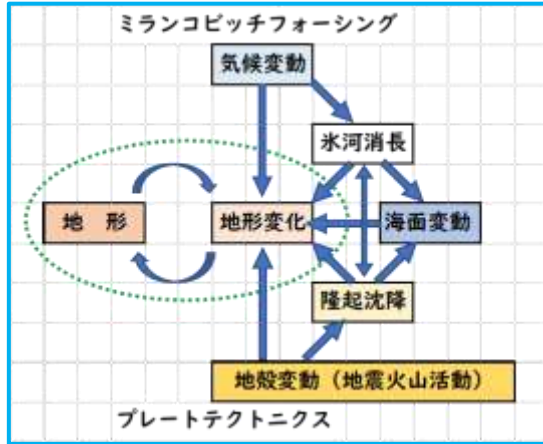 ミランコビッチフォーシング
気候変動
氷河消長
地　形
地形変化
海面変動
隆起沈降
地殻変動（地震火山活動）
プレートテクトニクス